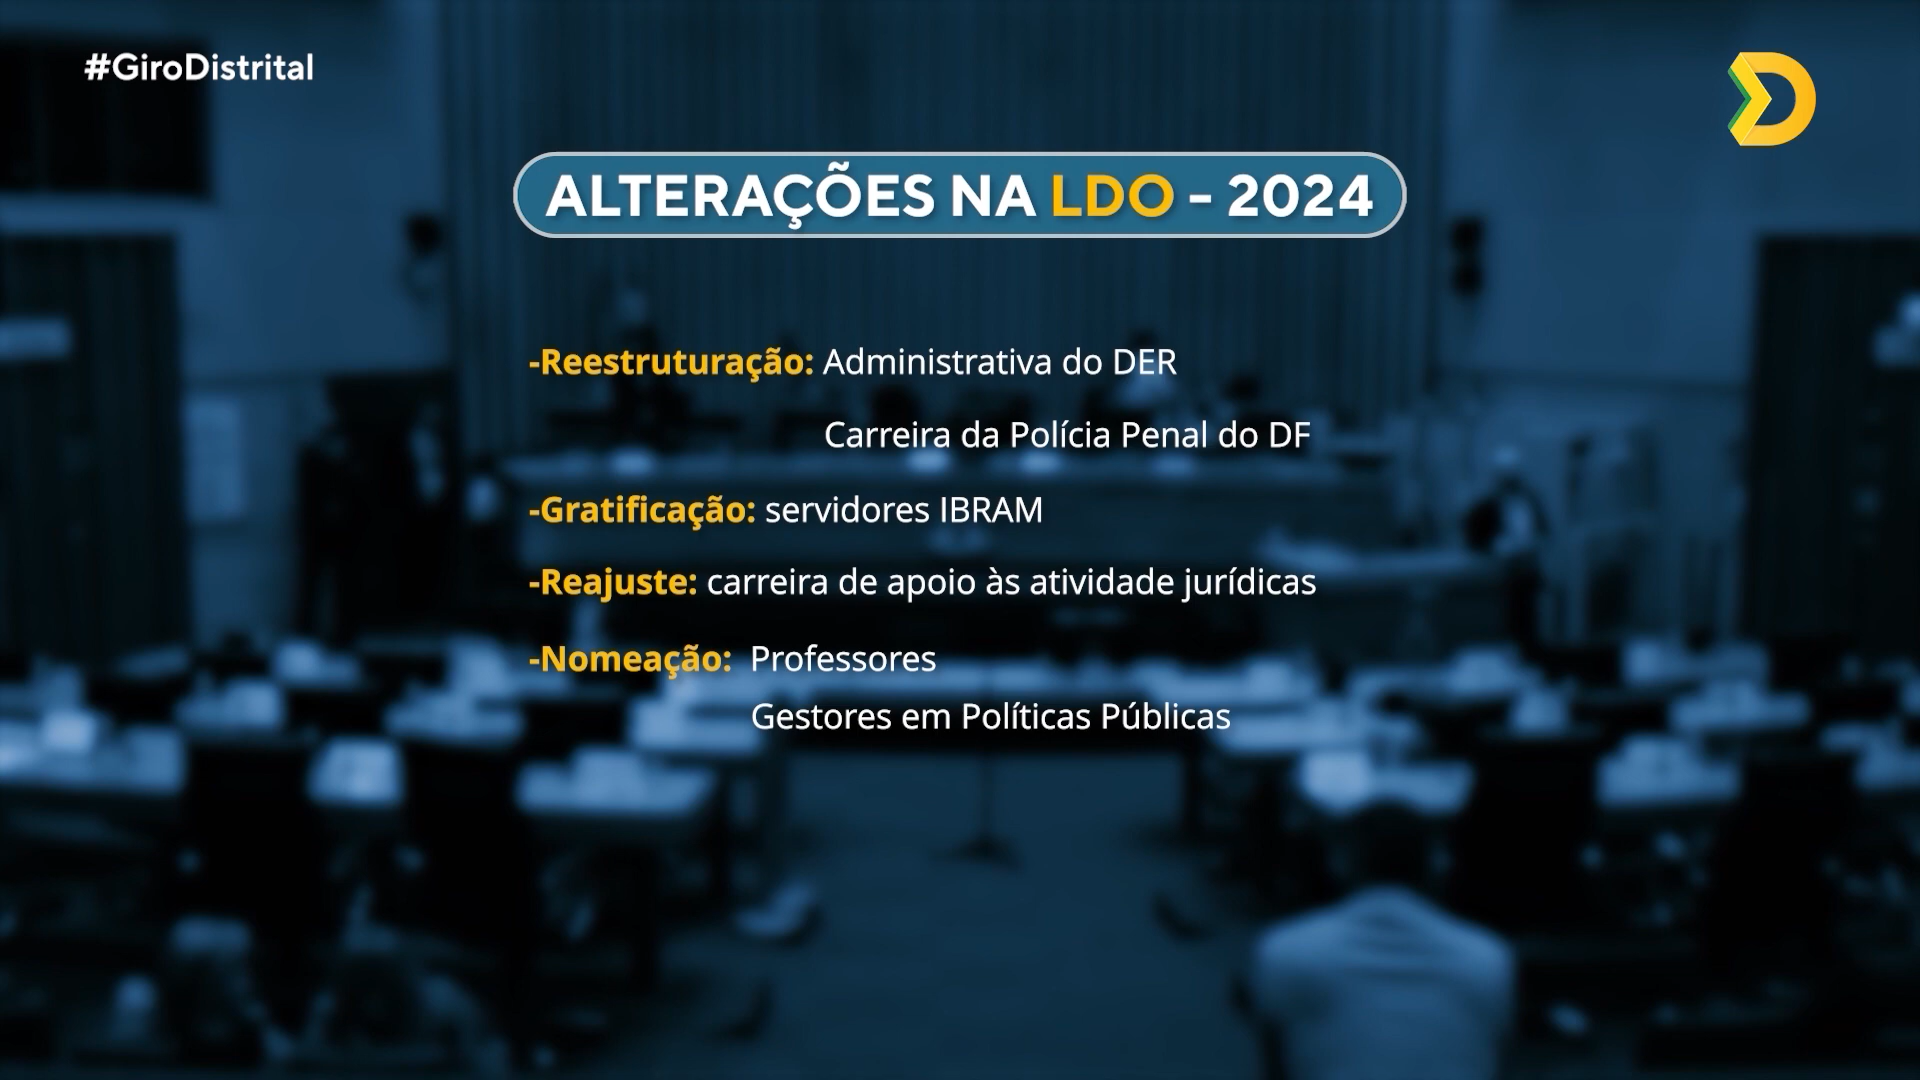 #GiroDistrital
ALTERAÇÕES NA LDO - 2024
-Reestruturação: Administrativa do DER
Carreira da Polícia Penal do DF
-Gratificação: servidores IBRAM
-Reajuste: carreira de apoio às atividade jurídicas
-Nomeação: Professores
Gestores em Políticas Públicas